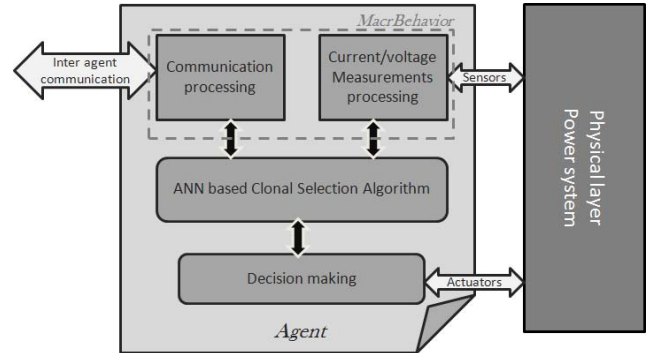 MacrBehavior
Inter agent
communication
Communication
processing
Current/voltage
Measurements
processing
Sensors
Physical layer
Power system
ANN based Clonal Selection Algorithm
Decision making
Actuators
Agent